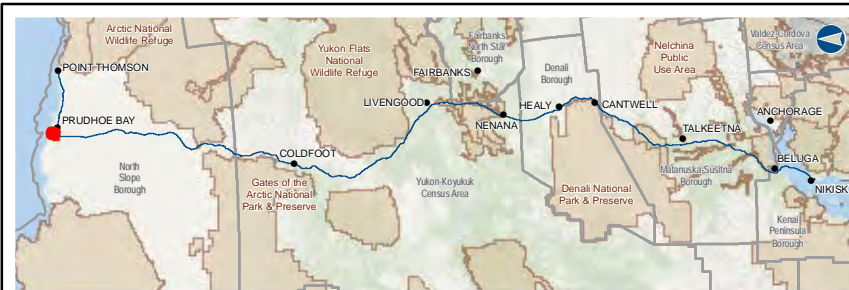 Arctic National
Wildlife Refuge
POINT THOMSON
PRUDHOE BAY
North
Slope
Borough
COLDFOOT
Gates of the
Arctic National
Park & Preserve
Yukon Flats
National
Wildlife Refuge
LIVENGOOD
Yukon-Koyukuk
Census Area
Fairbanks
North Star
Borough
FAIRBANKS
NENANA
Denali
Borough
HEALY
CANTWELL
Denali National
Park & Preserve
Nelchina
Public
Use Area
TALKEETNA
Matanuska-Susitna
Borough
Valdez-Cordova
Census Area
ANCHORAGE
BELUGA
NIKISKI
Kenai
Peninsula
Borough